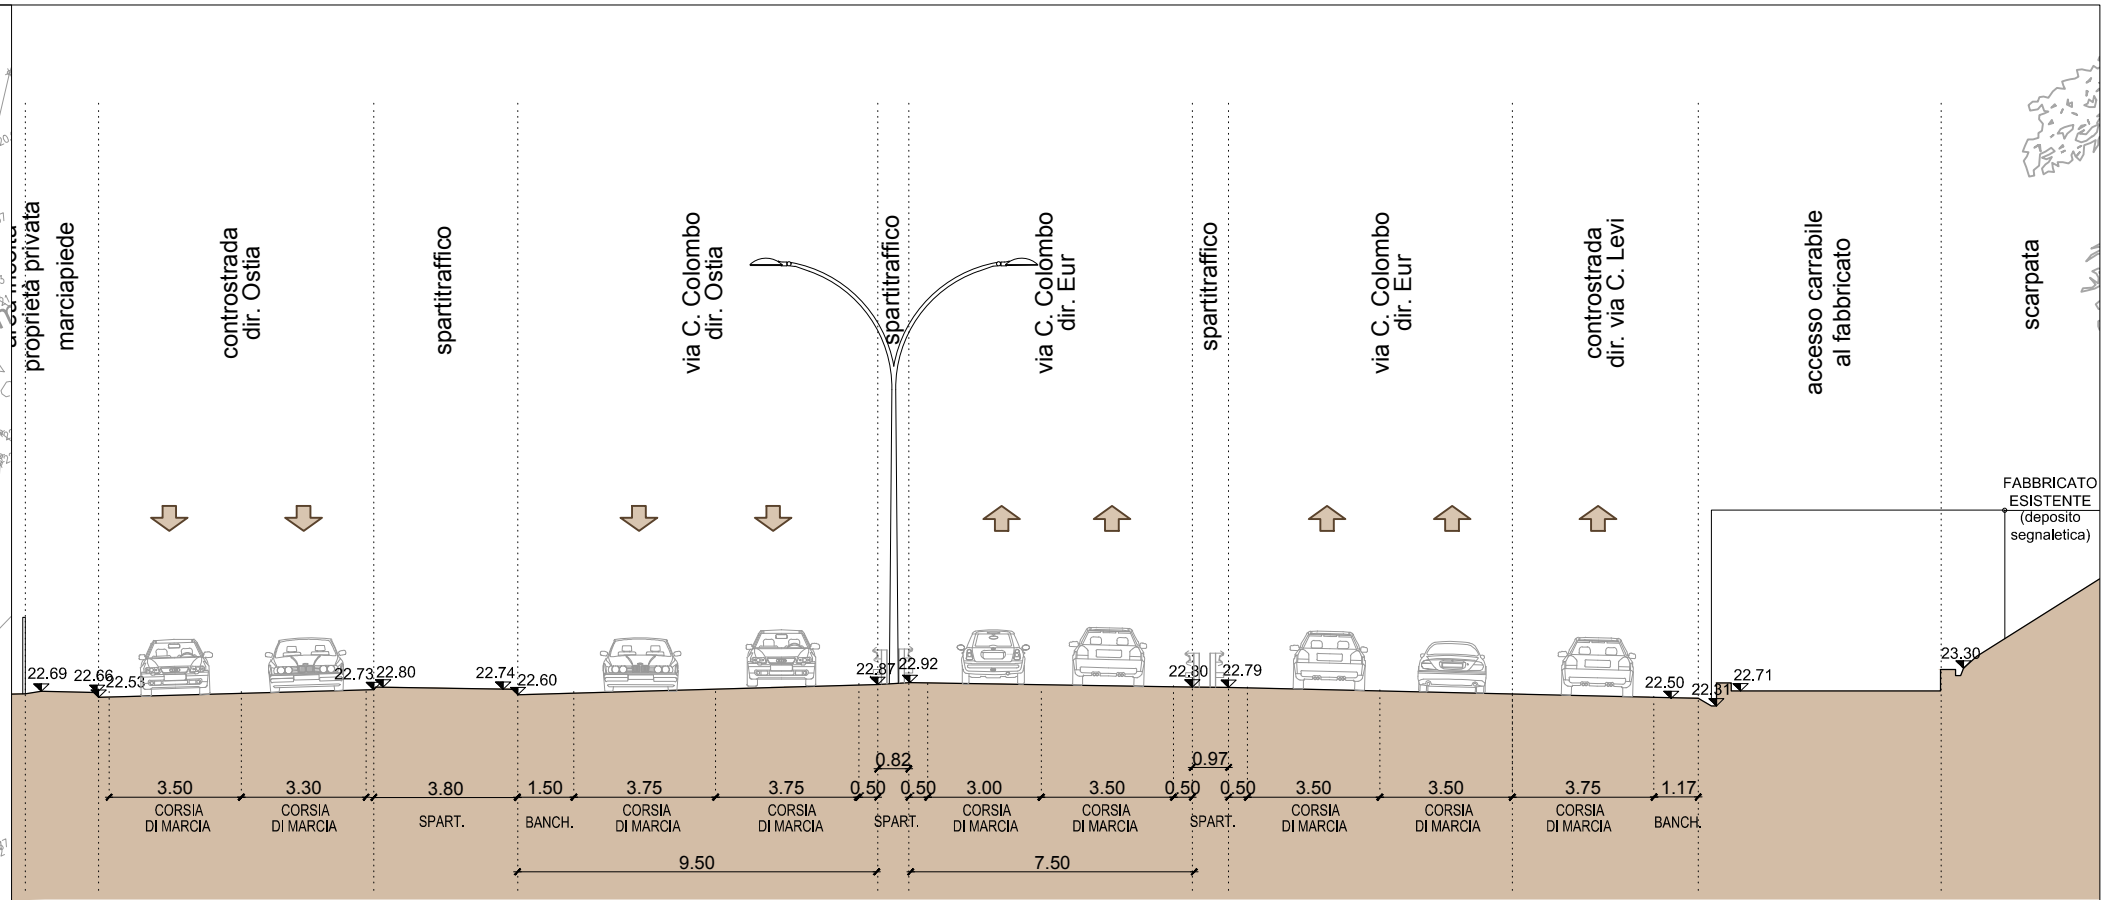 proprietà privata
marciapiede
controstrada
dir. Ostia
spartitraffico
via C. Colombo
dir. Ostia
spartitraffico
via C. Colombo
dir. Eur
spartitraffico
via C. Colombo
dir. Eur
controstrada
dir. via C. Levi
accesso carrabile
al fabbricato
scarpata
FABBRICATO
ESISTENTE
(deposito
segnaletica)
22.69 22.66 22.53 22.73 22.80 22.74 22.60 22.87 22.92 22.80 22.79 22.50 22.31 22.71 23.30
0.82 0.97
3.50 3.30 3.80 1.50 3.75 3.75 0.50 0.50 3.00 3.50 0.50 0.50 3.50 3.50 3.75 1.17
CORSIA
DI MARCIA
CORSIA
DI MARCIA
SPART.
BANCH.
CORSIA
DI MARCIA
CORSIA
DI MARCIA
SPART.
CORSIA
DI MARCIA
CORSIA
DI MARCIA
SPART.
CORSIA
DI MARCIA
CORSIA
DI MARCIA
CORSIA
DI MARCIA
BANCH.
9.50 7.50